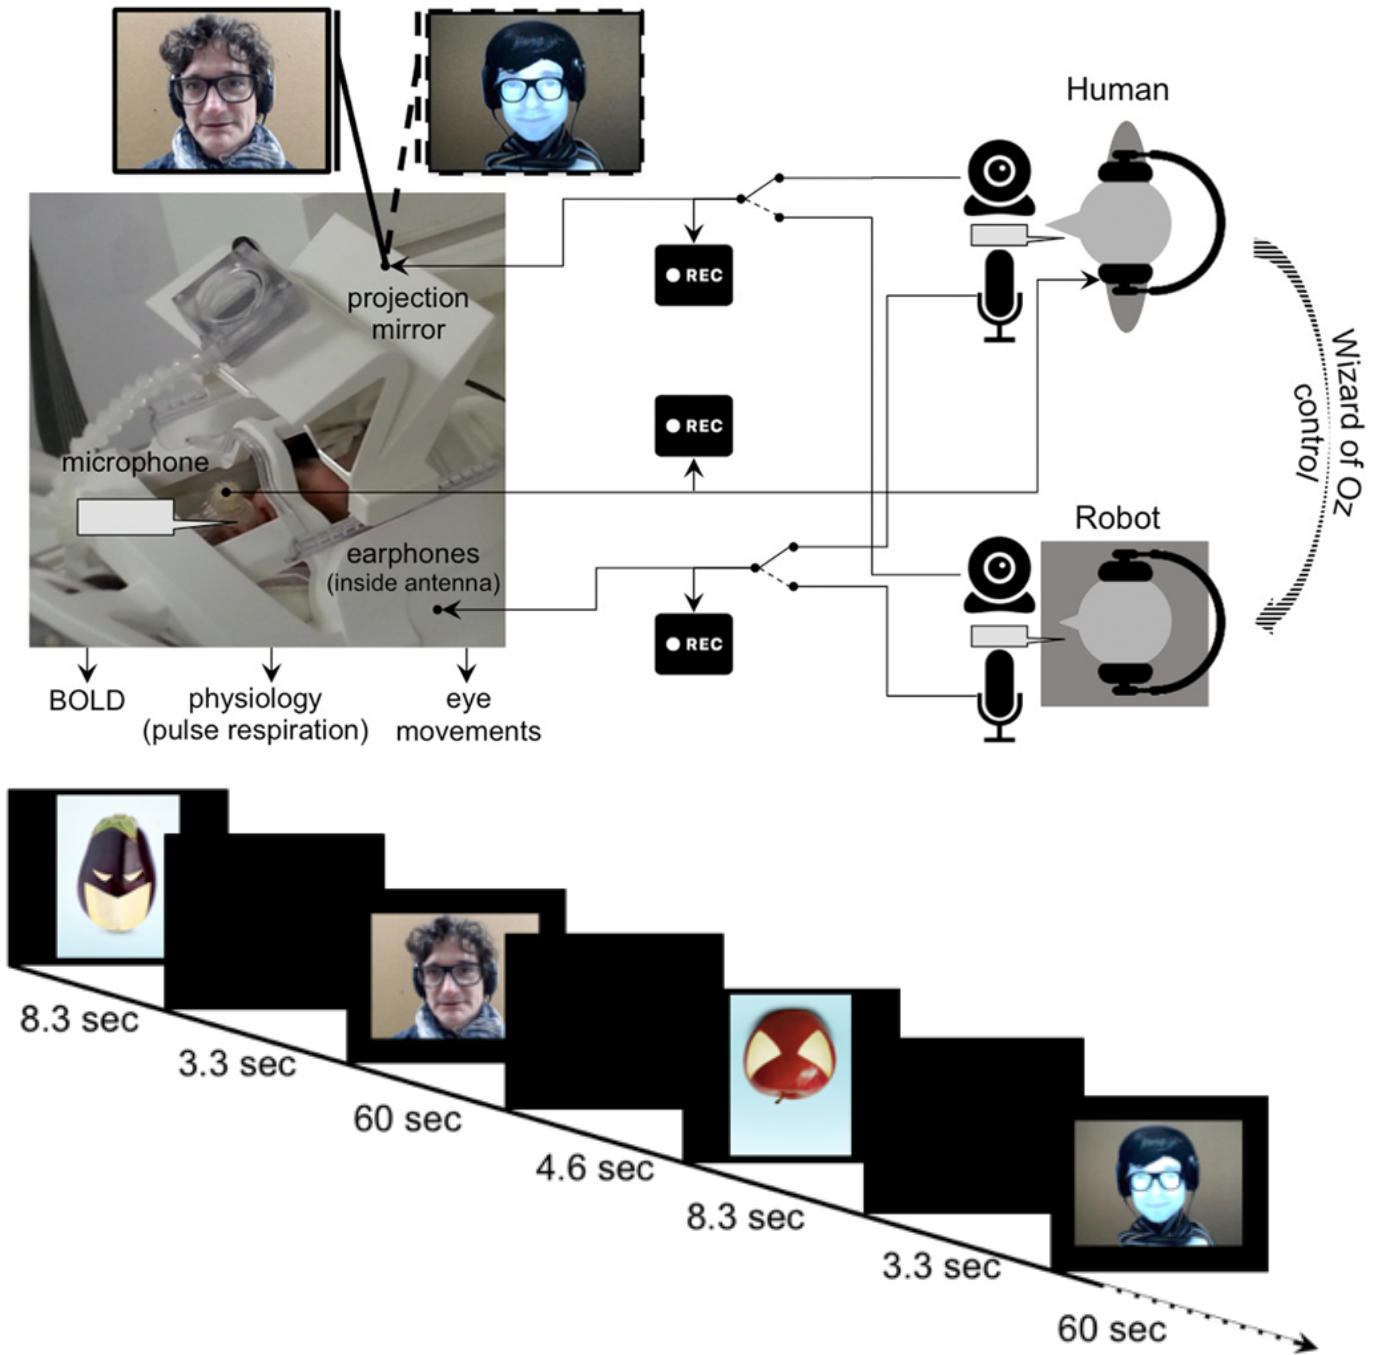 Human
REC
projection
mirror
Wizard of Oz
control
REC
microphone
Robot
earphones
(inside antenna)
REC
BOLD
physiology
(pulse respiration)
eye
movements
8.3 sec
3.3 sec
60 sec
4.6 sec
8.3 sec
3.3 sec
60 sec